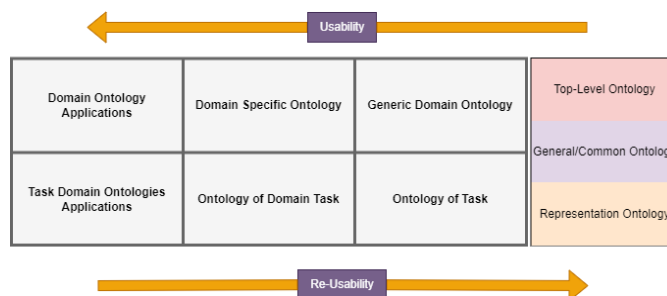 Usability
Domain Ontology
Applications
Domain Specific Ontology
Generic Domain Ontology
Top-Level Ontology
General/Common Ontolog
Task Domain Ontologies
Applications
Ontology of Domain Task
Ontology of Task
Representation Ontology
Re-Usability